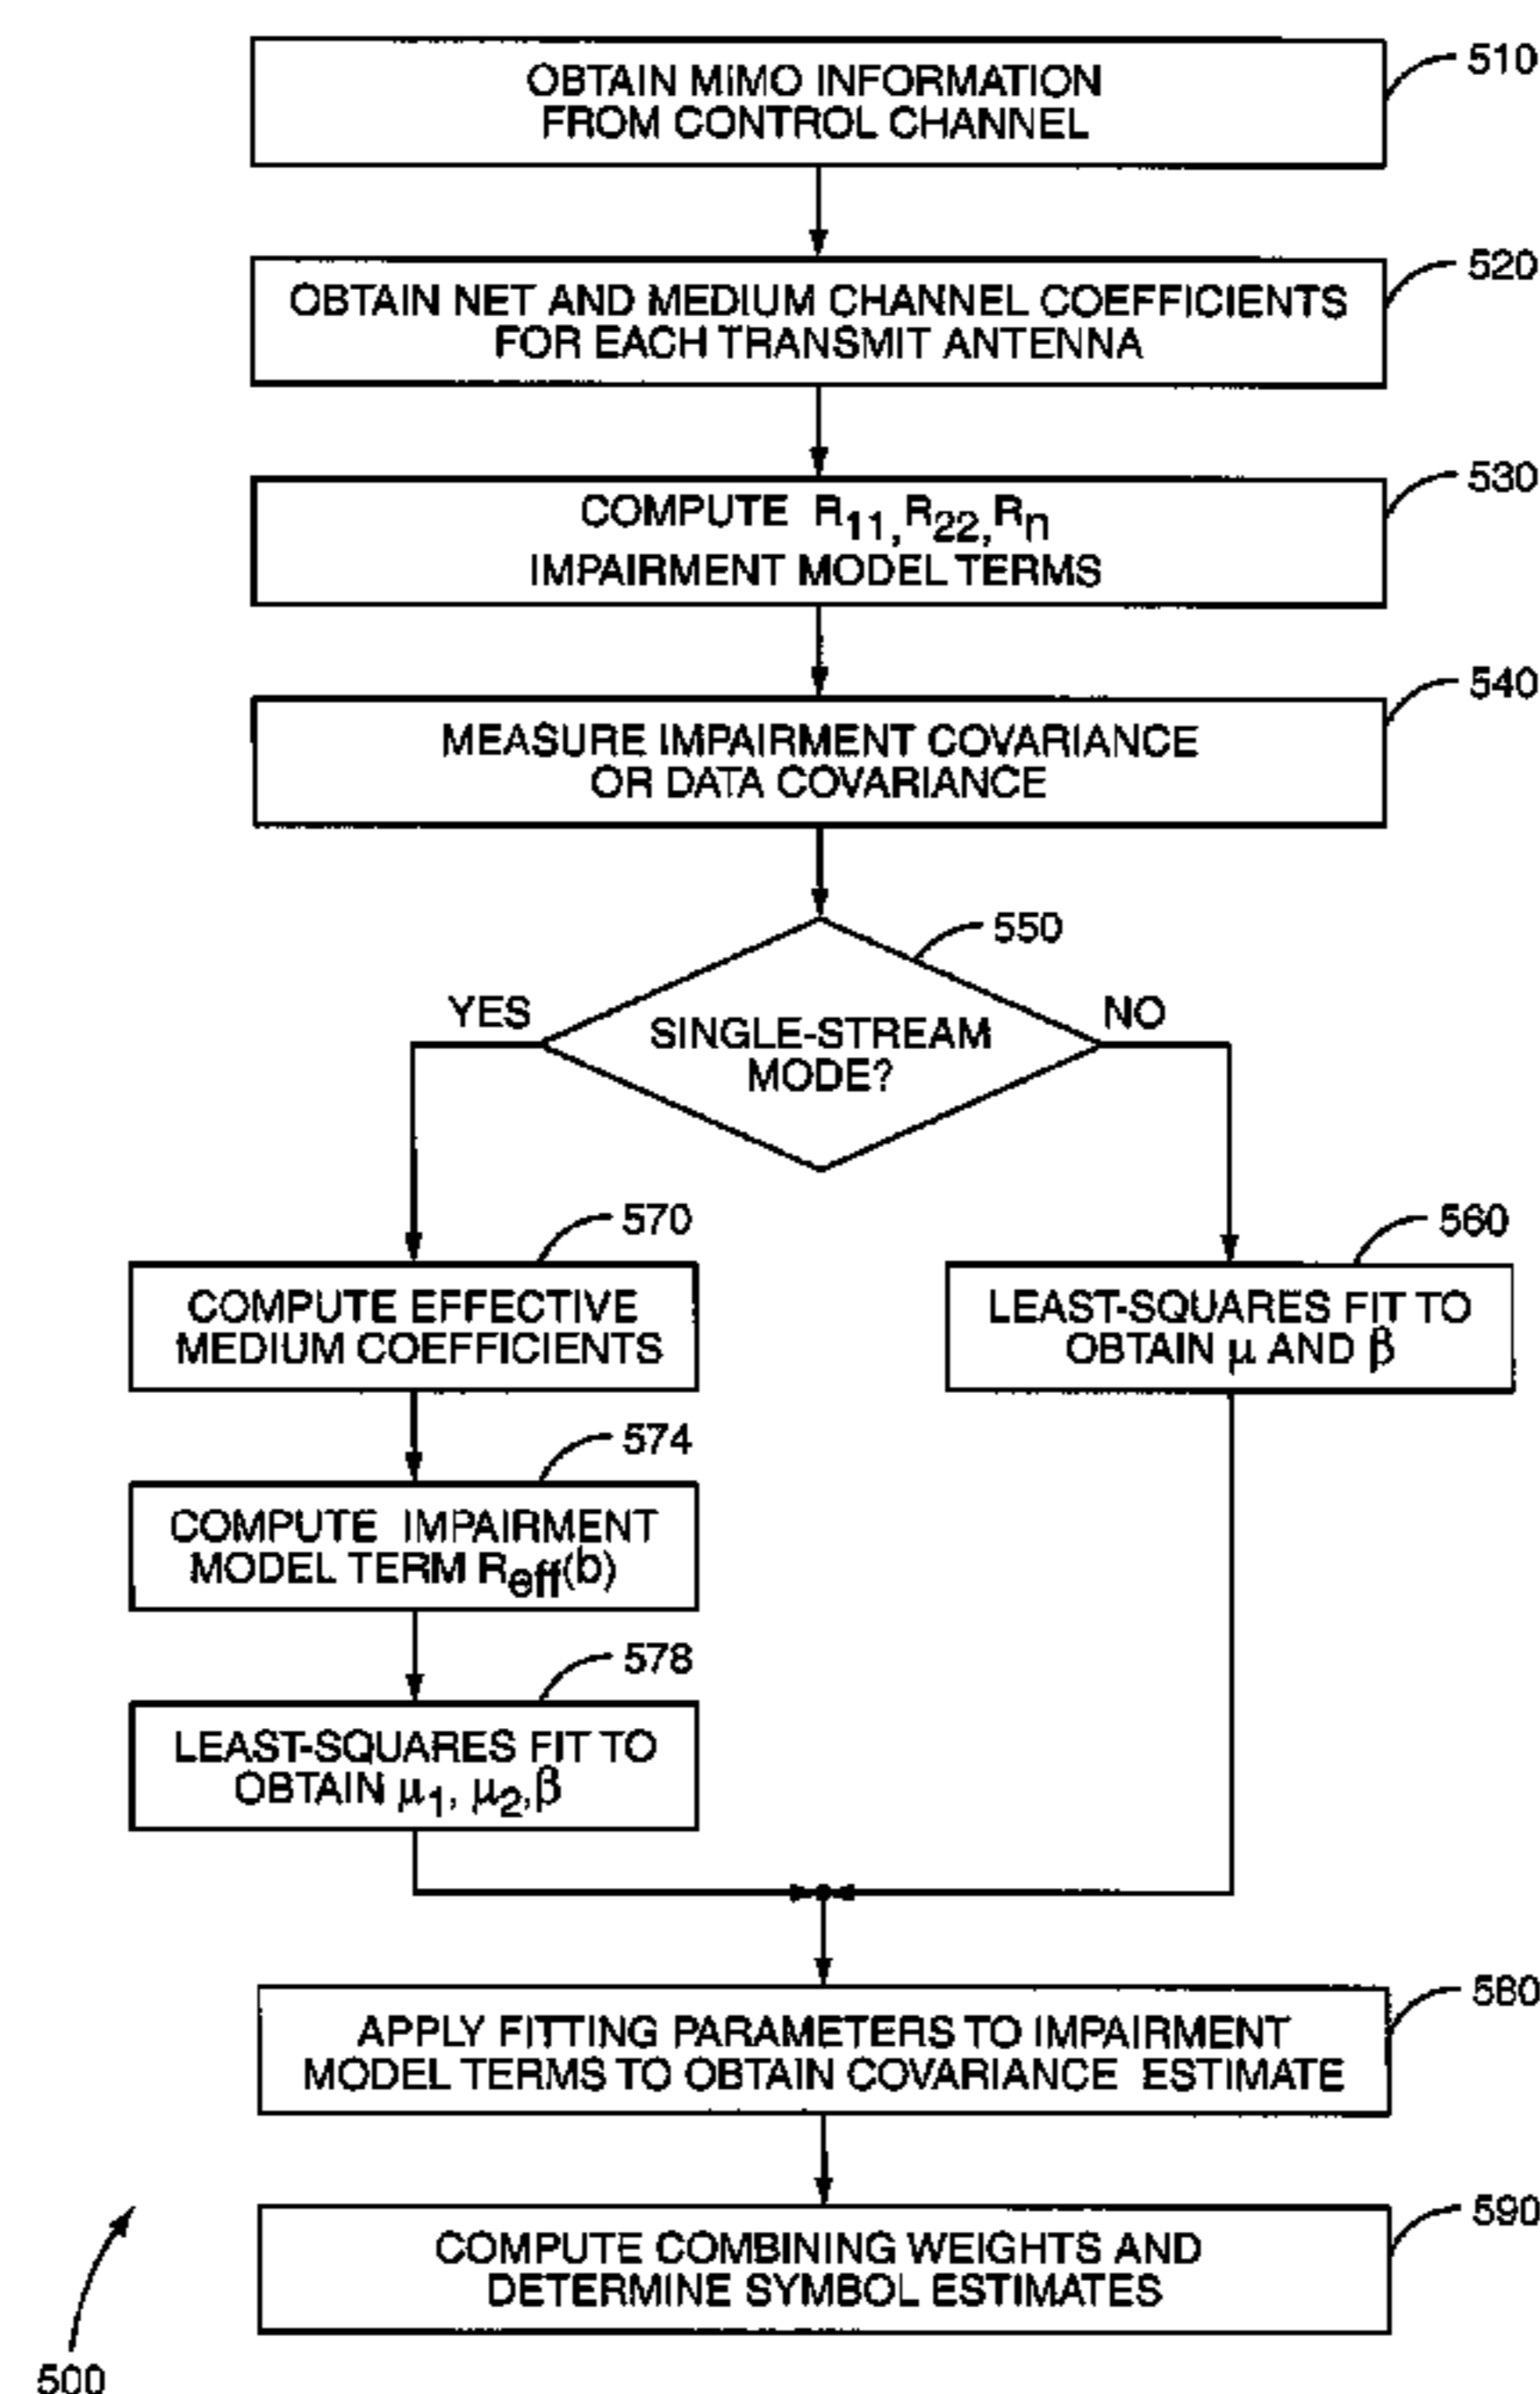 OBTAIN MIMO INFORMATION
FROM CONTROL CHANNEL
510
OBTAIN NET AND MEDIUM CHANNEL COEFFICIENTS
FOR EACH TRANSMIT ANTENNA
520
COMPUTE R11, R22, Rn
IMPAIRMENT MODEL TERMS
530
MEASURE IMPAIRMENT COVARIANCE
OR DATA COVARIANCE
540
550
YES
SINGLE-STREAM
MODE?
NO
570
COMPUTE EFFECTIVE
MEDIUM COEFFICIENTS
560
LEAST-SQUARES FIT TO
OBTAIN μ AND β
574
COMPUTE IMPAIRMENT
MODEL TERM Reff(b)
578
LEAST-SQUARES FIT TO
OBTAIN μ1, μ2, β
APPLY FITTING PARAMETERS TO IMPAIRMENT
MODEL TERMS TO OBTAIN COVARIANCE ESTIMATE
580
COMPUTE COMBINING WEIGHTS AND
DETERMINE SYMBOL ESTIMATES
590
500